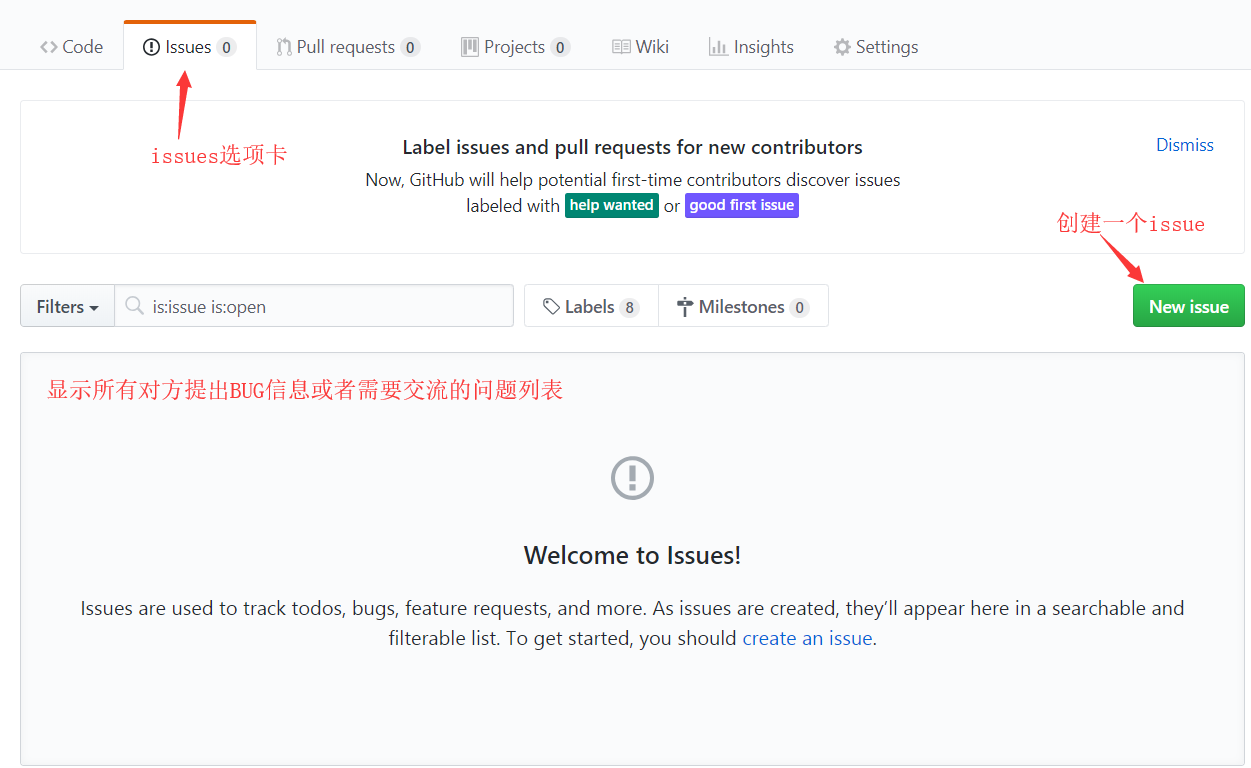 Code Issues 0 Pull requests 0 Projects 0 Wiki Insights Settings
issues选项卡
Label issues and pull requests for new contributors
Dismiss
Now, GitHub will help potential first-time contributors discover issues
labeled with help wanted or good first issue
创建一个issue
Filters is:issue is:open Labels 8 Milestones 0 New issue
显示所有对方提出BUG信息或者需要交流的问题列表
Welcome to Issues!
Issues are used to track todos, bugs, feature requests, and more. As issues are created, they’ll appear here in a searchable and
filterable list. To get started, you should create an issue.